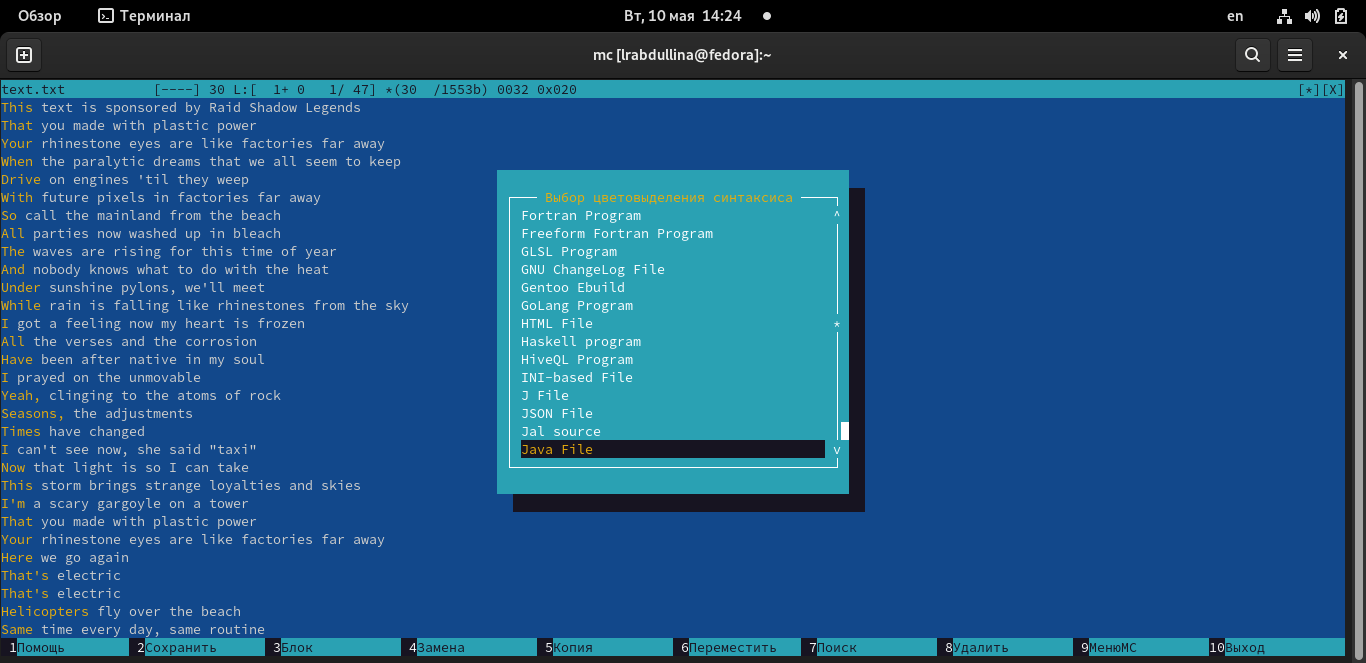 Обзор Терминал Вт, 10 мая 14:24 en
mc [lrabdullina@fedora]:~
text.txt [----] 30 L:[ 1+ 0 1/ 47] *(30 /1553b) 0032 0x020 [*][X]
This text is sponsored by Raid Shadow Legends
That you made with plastic power
Your rhinestone eyes are like factories far away
When the paralytic dreams that we all seem to keep
Drive on engines 'til they weep
With future pixels in factories far away
So call the mainland from the beach
All parties now washed up in bleach
The waves are rising for this time of year
And nobody knows what to do with the heat
Under sunshine pylons, we'll meet
While rain is falling like rhinestones from the sky
I got a feeling now my heart is frozen
All the verses and the corrosion
Have been after native in my soul
I prayed on the unmovable
Yeah, clinging to the atoms of rock
Seasons, the adjustments
Times have changed
I can't see now, she said "taxi"
Now that light is so I can take
This storm brings strange loyalties and skies
I'm a scary gargoyle on a tower
That you made with plastic power
Your rhinestone eyes are like factories far away
Here we go again
That's electric
That's electric
Helicopters fly over the beach
Same time every day, same routine
Выбор цветовыделения синтаксиса
Fortran Program ^
Freeform Fortran Program
GLSL Program
GNU ChangeLog File
Gentoo Ebuild
GoLang Program
HTML File *
Haskell program
HiveQL Program
INI-based File
J File
JSON File
Jal source
Java File v
1Помощь 2Сохранить 3Блок 4Замена 5Копия 6Переместить 7Поиск 8Удалить 9МенюMC 10Выход